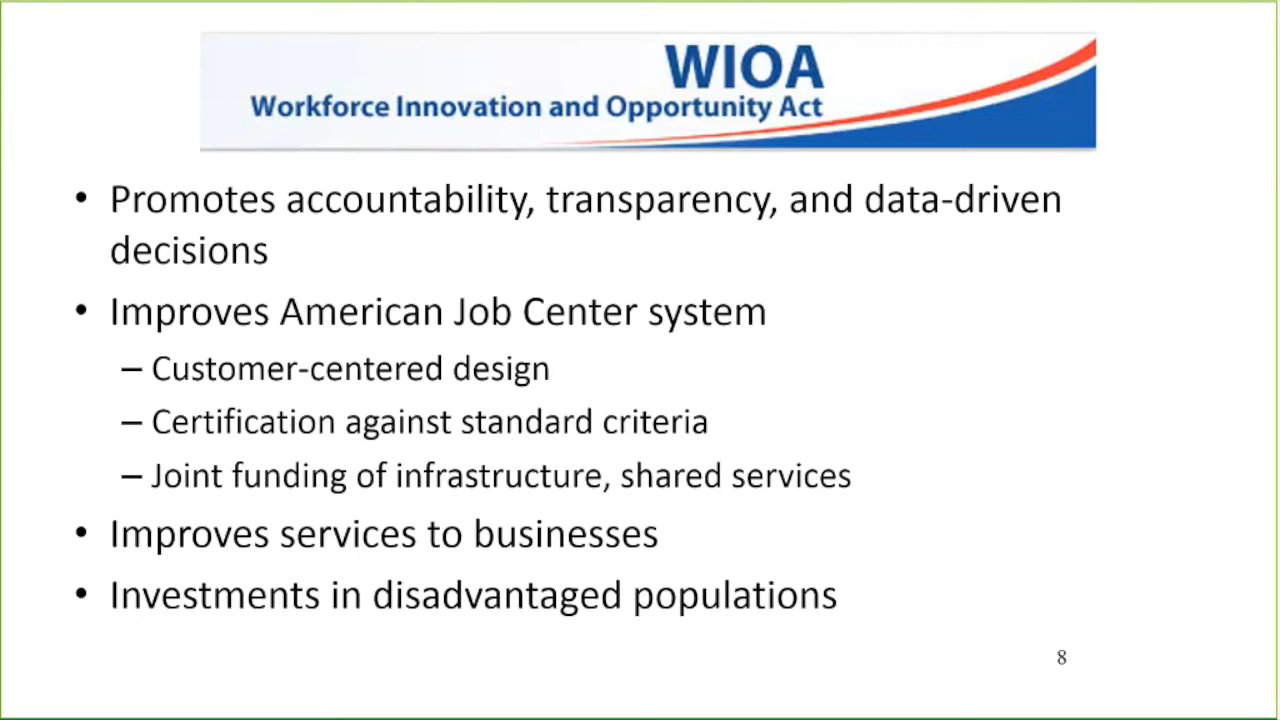 WIOA
Workforce Innovation and Opportunity Act
• Promotes accountability, transparency, and data-driven
decisions
• Improves American Job Center system
– Customer-centered design
– Certification against standard criteria
– Joint funding of infrastructure, shared services
• Improves services to businesses
• Investments in disadvantaged populations
8